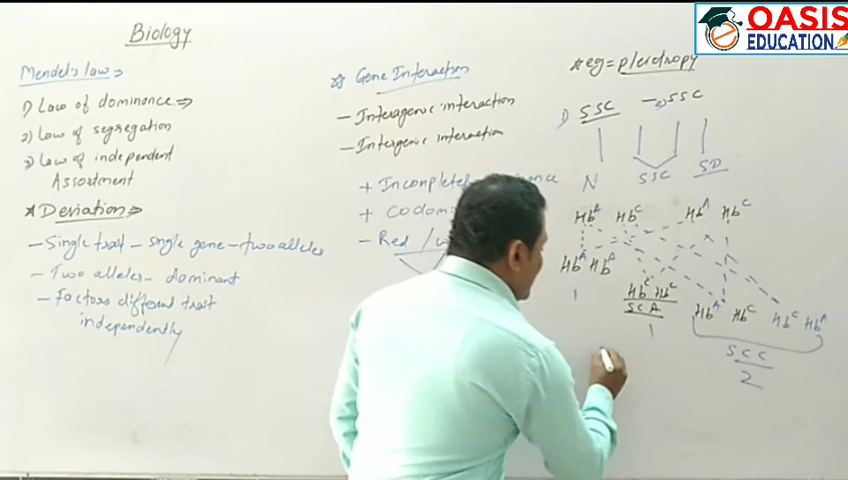 OASIS
EDUCATION
Biology
Mendel's law
1) Law of dominance ⇒
2) Law of segregation
3) Law of independent
Assortment
* Deviation ⇒
- Single trait - single gene - two alleles
- Two alleles - dominant
- Factors different trait
independently
* Gene Interaction
- Interagenic interaction
- Intergenic interaction
+ Incomplete
+ codomi
- Red /
* eg = pleiotropy
1) SSC - SSC
N SSC SD
Hb^A Hb^C Hb^A Hb^C
Hb^A Hb^A
1
Hb^C Hb^C
SCA
1
Hb^A Hb^C Hb^C Hb^A
SCC
2